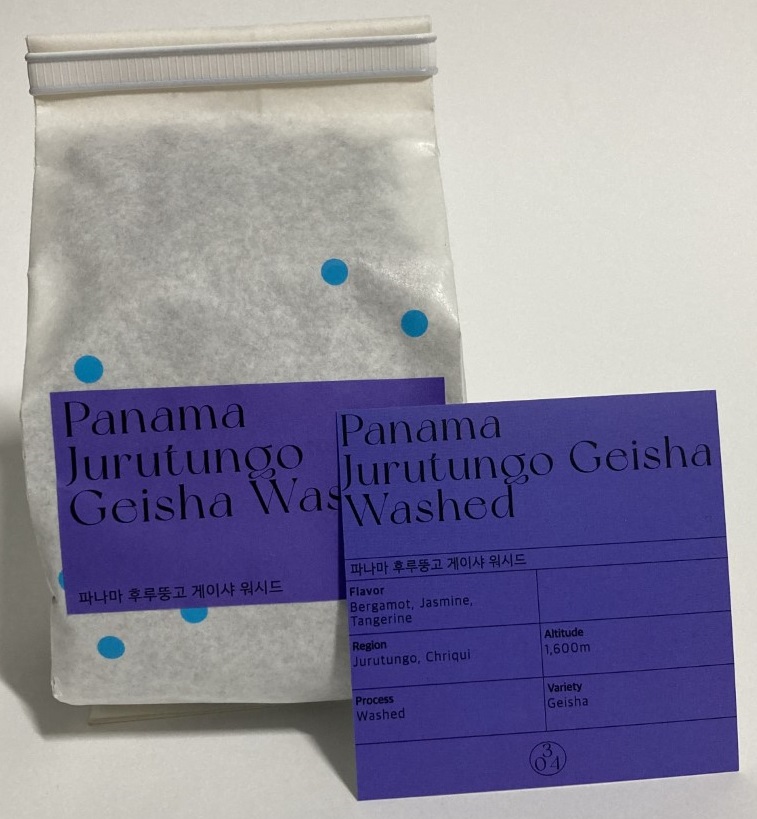 Panama
Jurutungo
Geisha Was
파나마 후루뚱고 게이샤 워시드
Panama
Jurutungo Geisha
Washed
파나마 후루뚱고 게이샤 워시드
Flavor
Bergamot, Jasmine,
Tangerine
Region
Jurutungo, Chriqui
Altitude
1,600m
Process
Washed
Variety
Geisha
3
04